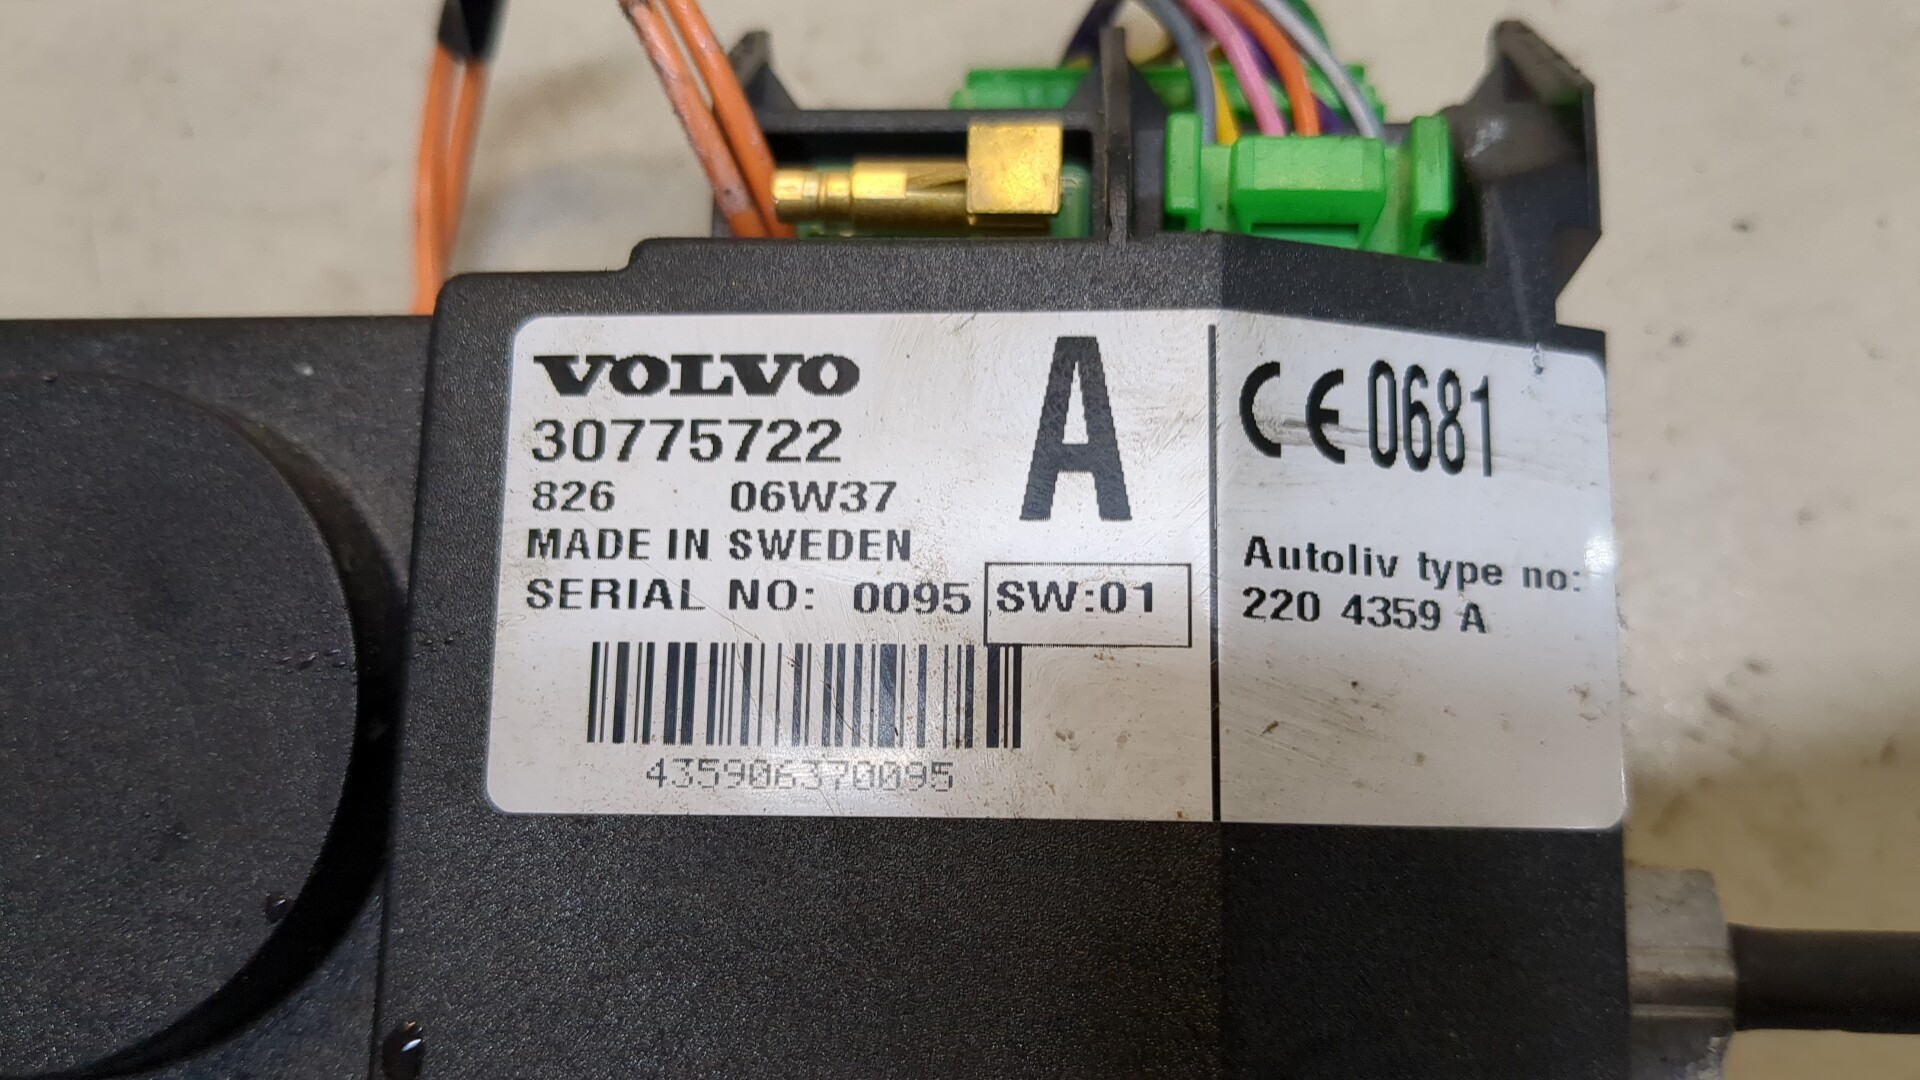 VOLVO
30775722
826 06W37
MADE IN SWEDEN
SERIAL NO: 0095 SW:01
435906370095
A
CE 0681
Autoliv type no:
220 4359 A